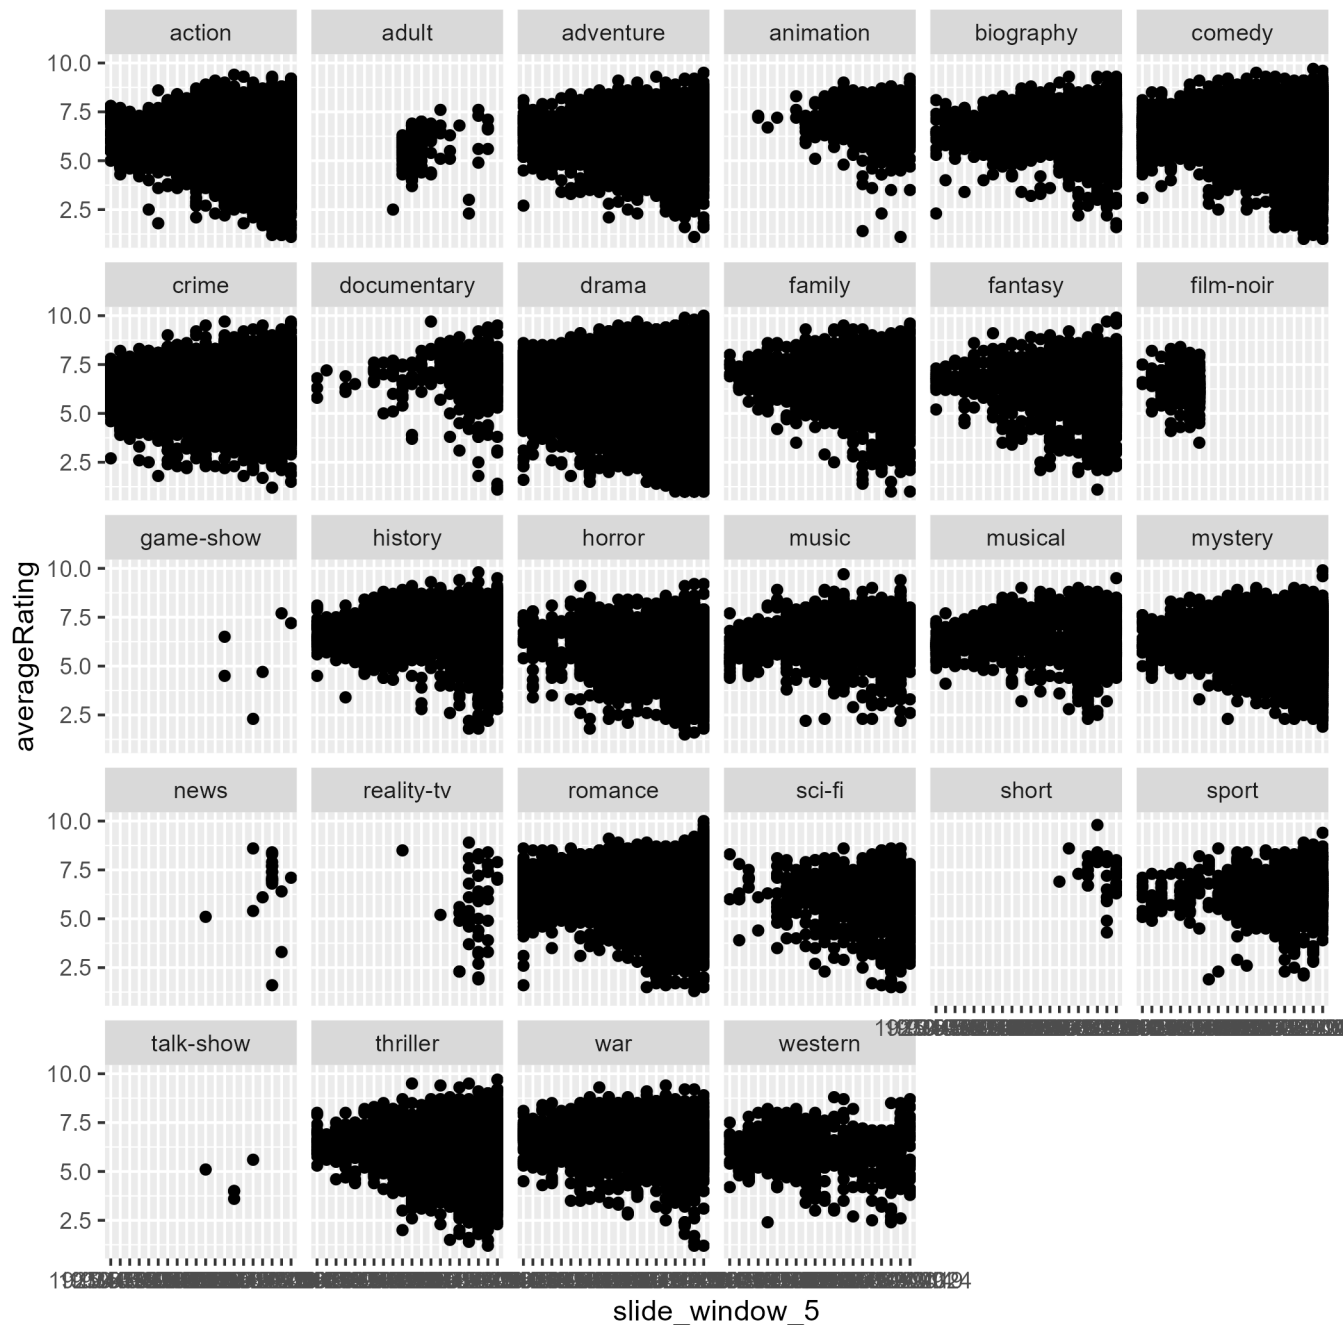 action adult adventure animation biography comedy
10.0
7.5
5.0
2.5
crime documentary drama family fantasy film-noir
10.0
7.5
5.0
2.5
game-show history horror music musical mystery
10.0
7.5
5.0
2.5
averageRating
news reality-tv romance sci-fi short sport
10.0
7.5
5.0
2.5
talk-show thriller war western
10.0
7.5
5.0
2.5
slide_window_5